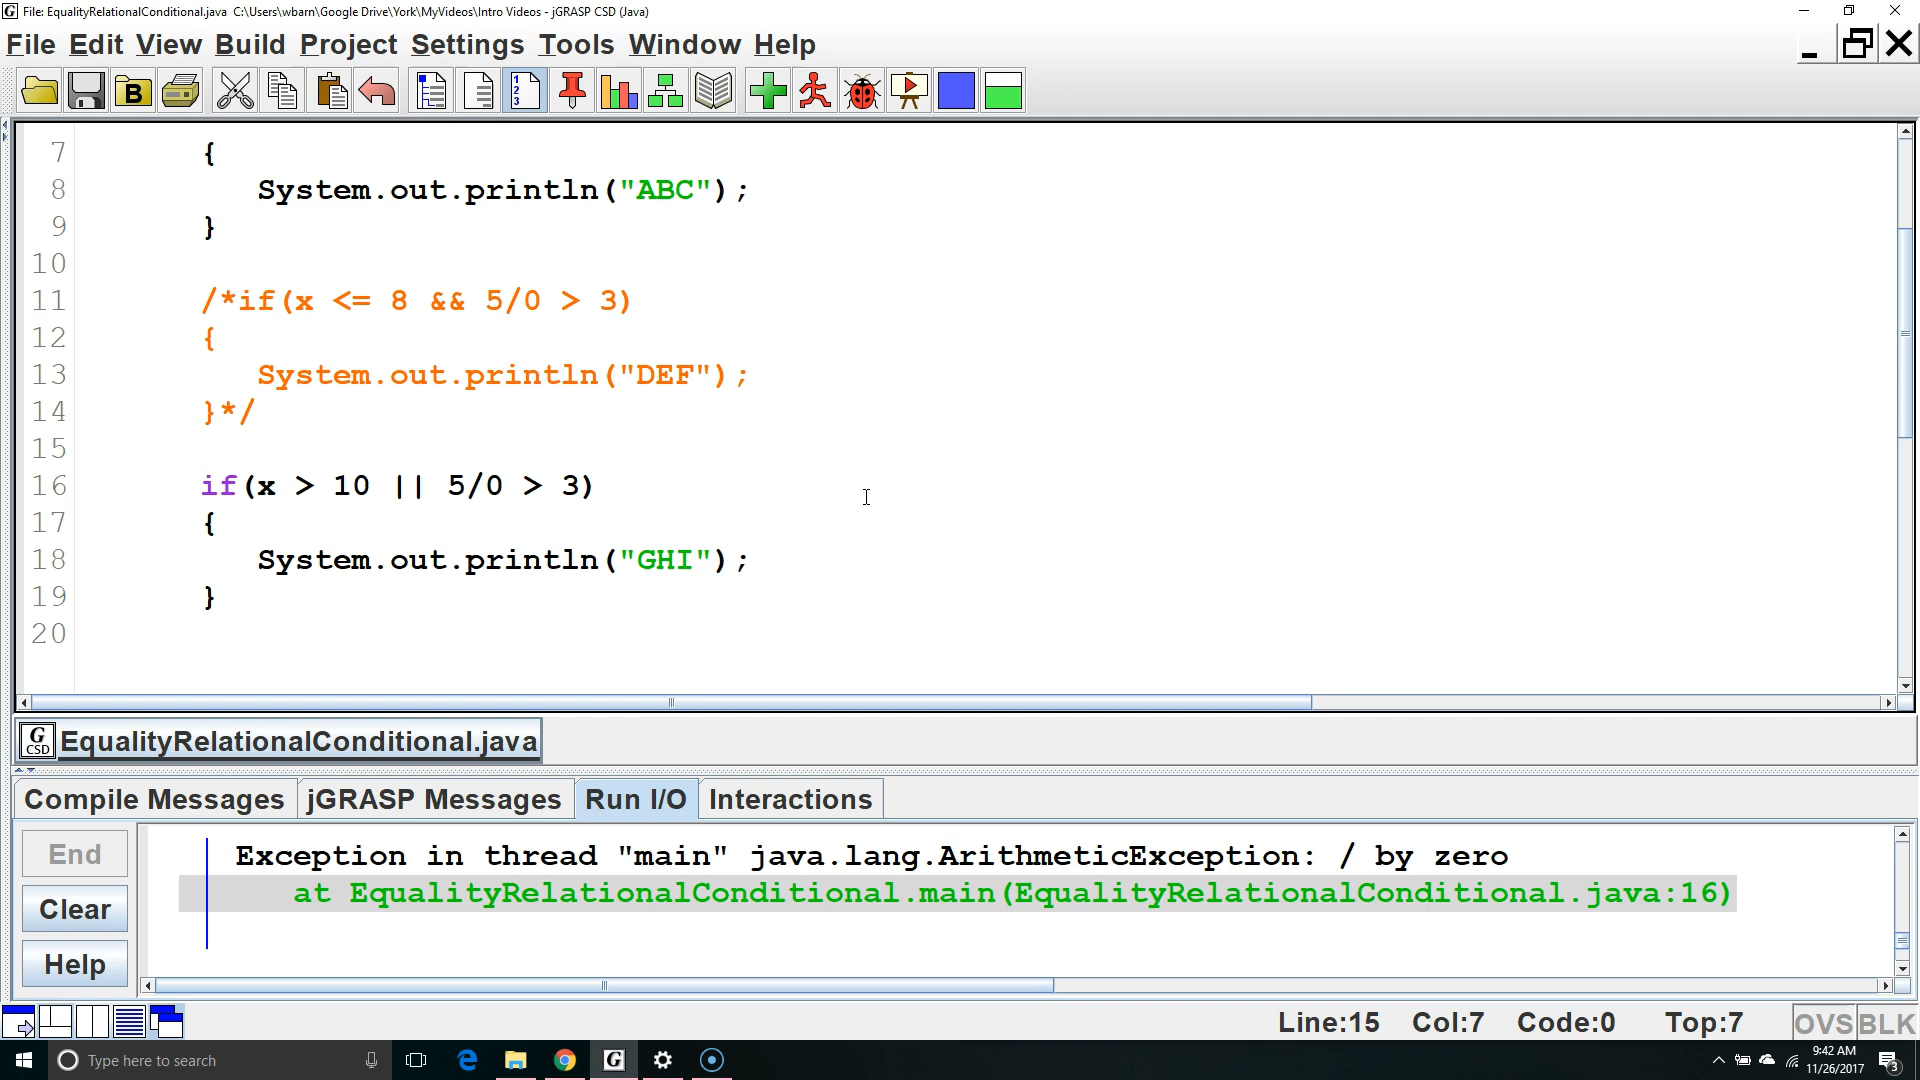 File: EqualityRelationalConditional.java  C:\Users\wbarn\Google Drive\York\MyVideos\Intro Videos - jGRASP CSD (Java)
File Edit View Build Project Settings Tools Window Help
7 {
8 System.out.println("ABC");
9 }
10
11 /*if(x <= 8 && 5/0 > 3)
12 {
13 System.out.println("DEF");
14 }*/
15
16 if(x > 10 || 5/0 > 3)
17 {
18 System.out.println("GHI");
19 }
20
G CSD EqualityRelationalConditional.java
Compile Messages jGRASP Messages Run I/O Interactions
End
Clear
Help
Exception in thread "main" java.lang.ArithmeticException: / by zero
at EqualityRelationalConditional.main(EqualityRelationalConditional.java:16)
Line:15 Col:7 Code:0 Top:7 OVS BLK
Type here to search
9:42 AM
11/26/2017
3